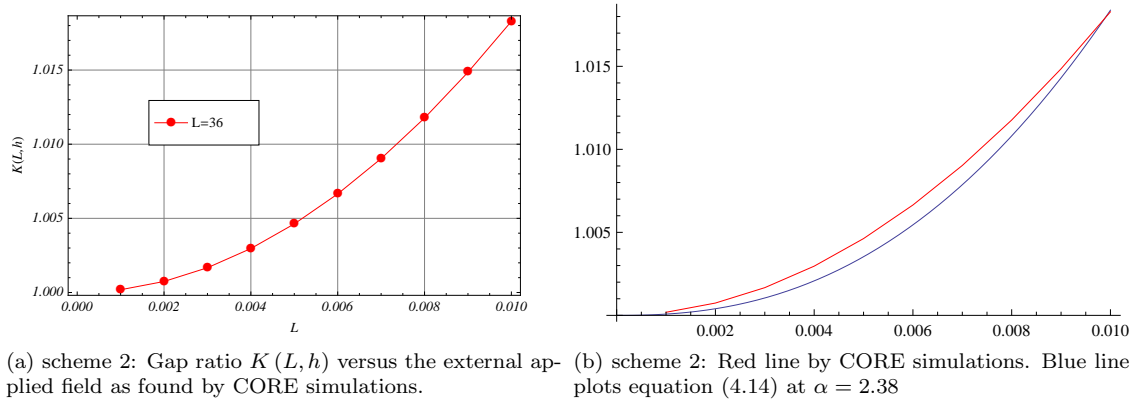 1.015
1.010
1.005
1.000
K(L,h)
L=36
0.000 0.002 0.004 0.006 0.008 0.010
L
(a) scheme 2: Gap ratio K (L, h) versus the external ap-
plied field as found by CORE simulations.
1.015
1.010
1.005
0.002 0.004 0.006 0.008 0.010
(b) scheme 2: Red line by CORE simulations. Blue line
plots equation (4.14) at α = 2.38